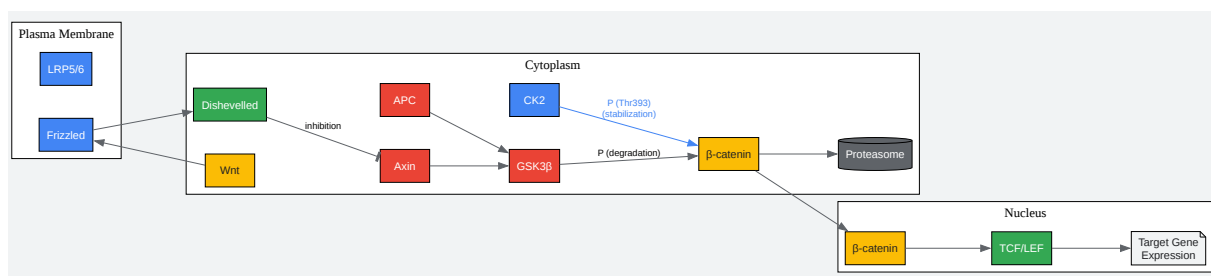 Plasma Membrane
LRP5/6
Frizzled
Cytoplasm
Dishevelled
inhibition
Wnt
APC
Axin
CK2
P (Thr393)
(stabilization)
GSK3β
P (degradation)
β-catenin
Proteasome
Nucleus
β-catenin
TCF/LEF
Target Gene
Expression